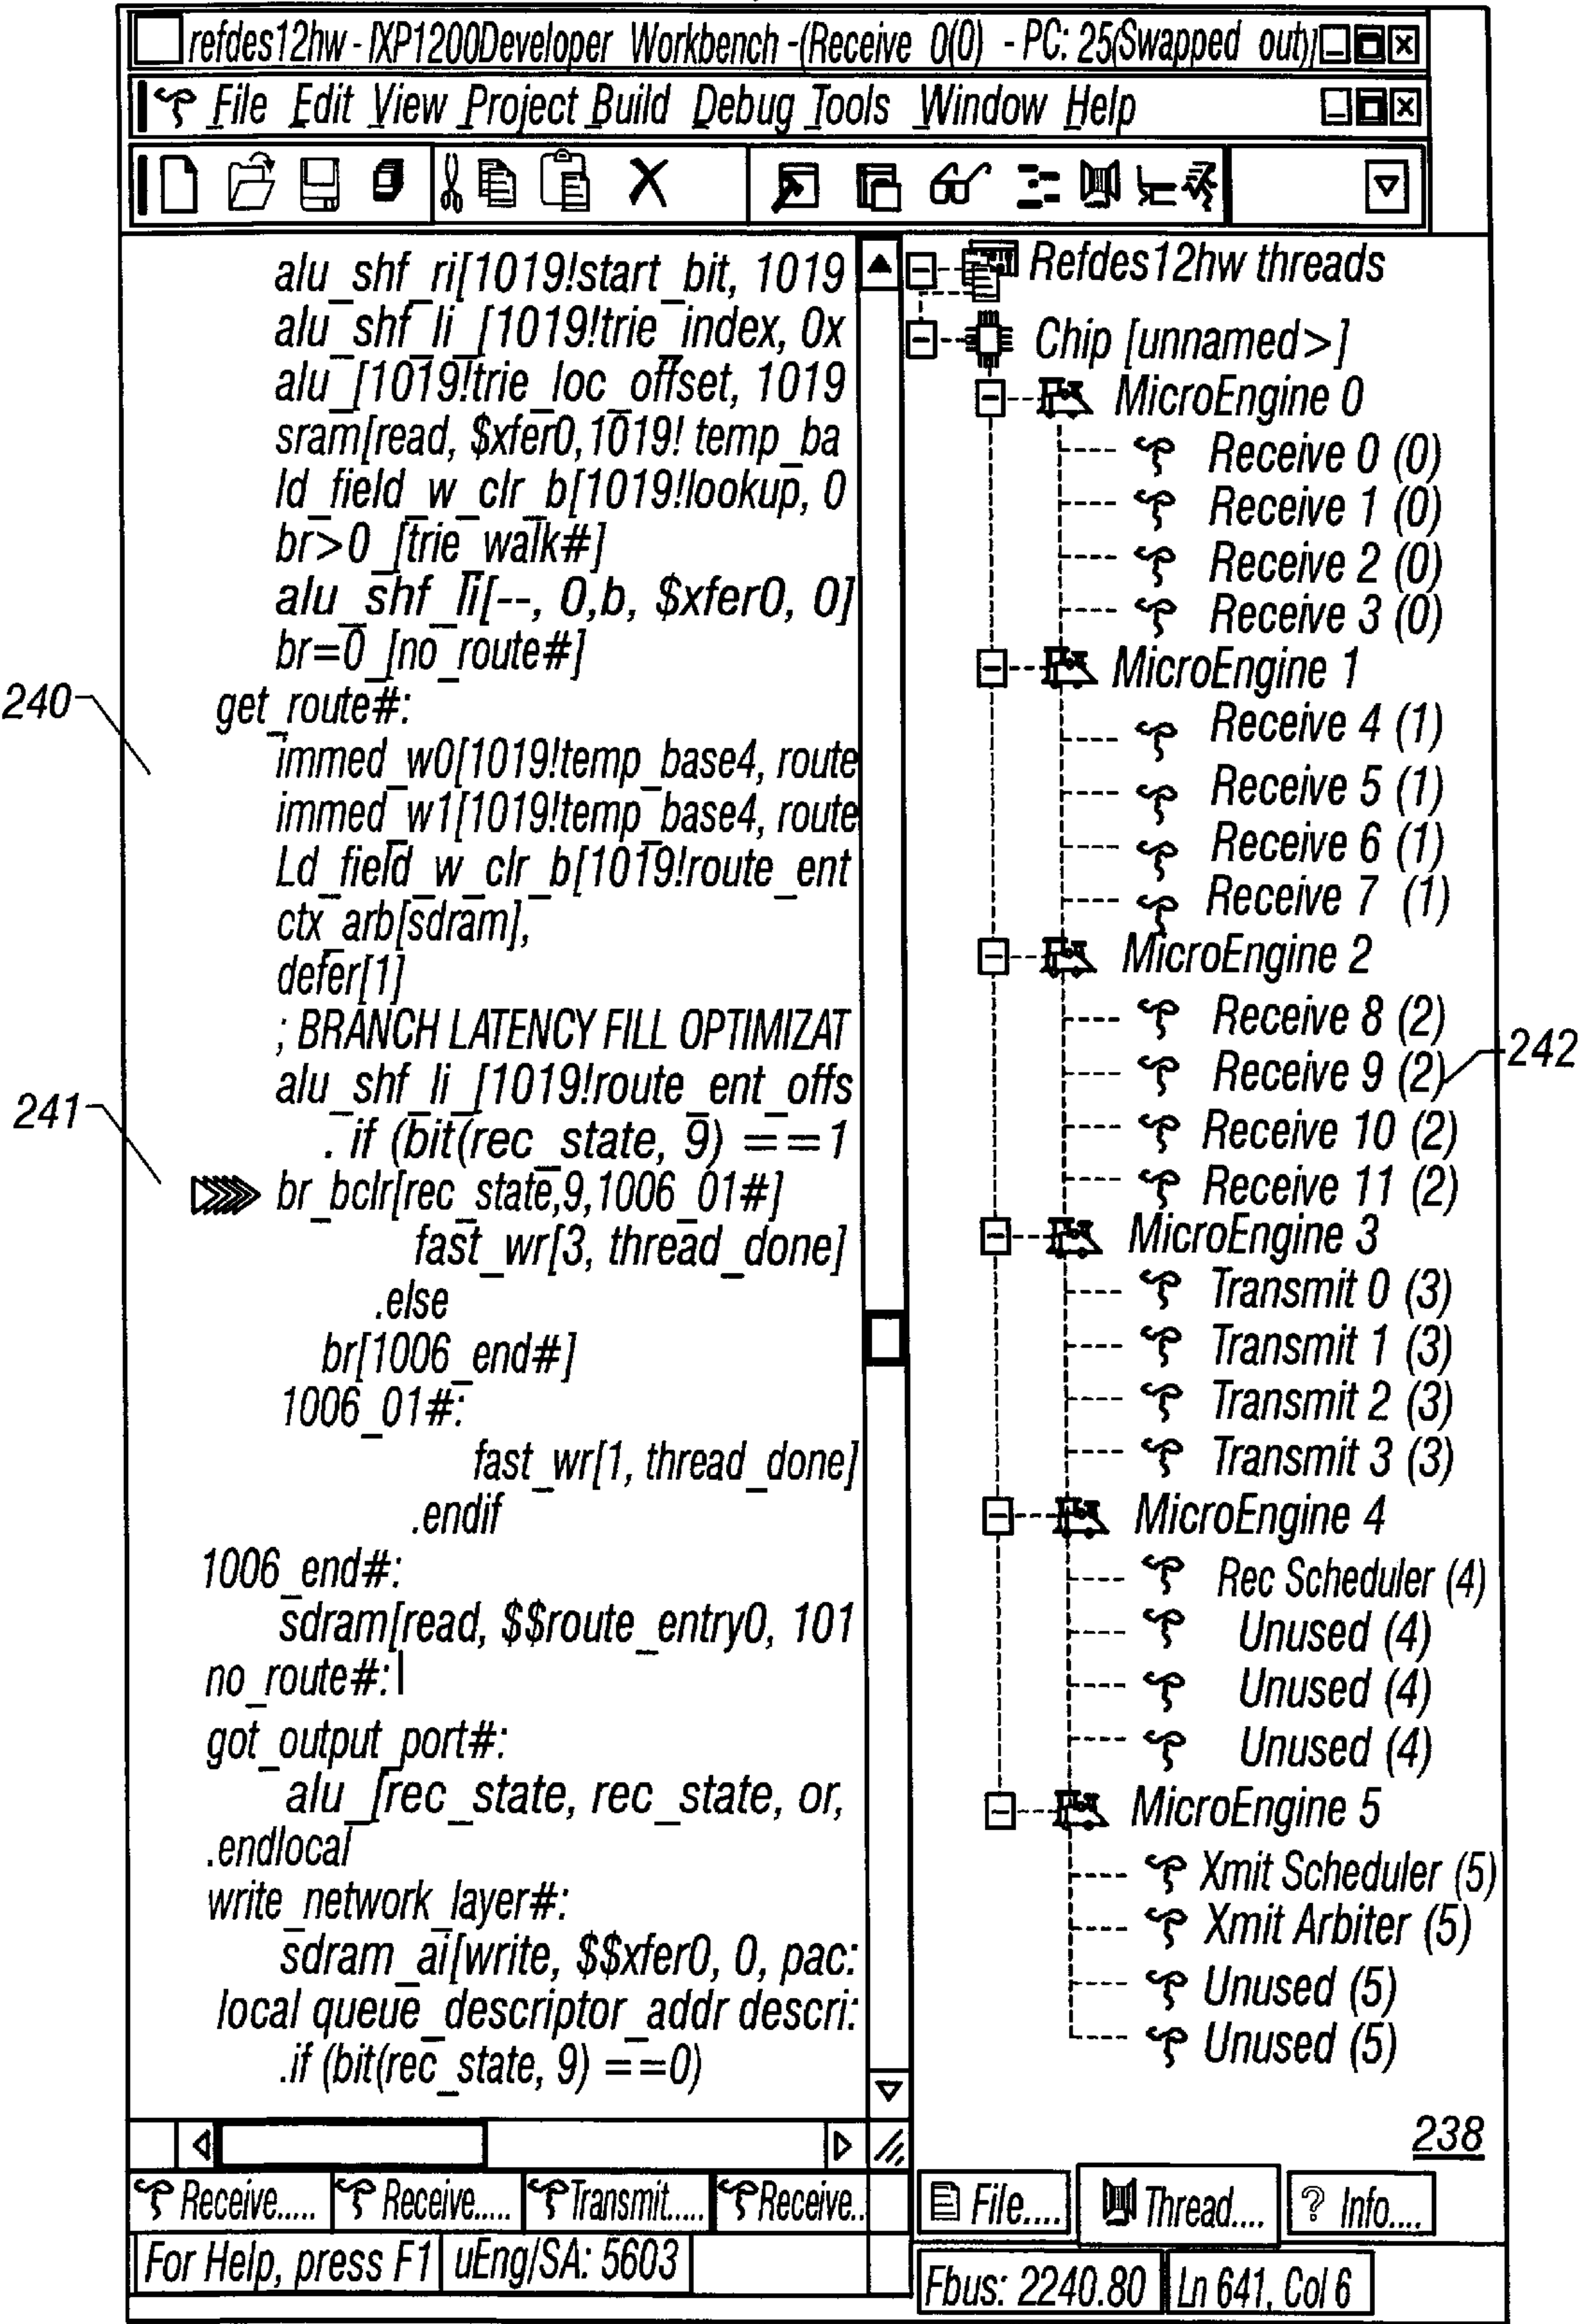 refdes12hw - IXP1200Developer Workbench -(Receive 0(0) - PC: 25(Swapped out)]
File Edit View Project Build Debug Tools Window Help
alu_shf_ri[1019!start_bit, 1019
alu_shf_li_[1019!trie_index, 0x
alu_[1019!trie_loc_offset, 1019
sram[read, $xfer0,1019! temp_ba
ld_field_w_clr_b[1019!lookup, 0
br>0_[trie_walk#]
alu_shf_li[--, 0,b, $xfer0, 0]
br=0_[no_route#]
240
get_route#:
immed_w0[1019!temp_base4, route
immed_w1[1019!temp_base4, route
Ld_field_w_clr_b[1019!route_ent
ctx_arb[sdram],
defer[1]
; BRANCH LATENCY FILL OPTIMIZAT
alu_shf_li_[1019!route_ent_offs
241
. if (bit(rec_state, 9) ==1
br_bclr[rec_state,9,1006_01#]
fast_wr[3, thread_done]
.else
br[1006_end#]
1006_01#:
fast_wr[1, thread_done]
.endif
1006_end#:
sdram[read, $$route_entry0, 101
no_route#:
got_output_port#:
alu_[rec_state, rec_state, or,
.endlocal
write_network_layer#:
sdram_ai[write, $$xfer0, 0, pac:
local queue_descriptor_addr descri:
.if (bit(rec_state, 9) ==0)
Refdes12hw threads
Chip [unnamed>]
MicroEngine 0
Receive 0 (0)
Receive 1 (0)
Receive 2 (0)
Receive 3 (0)
MicroEngine 1
Receive 4 (1)
Receive 5 (1)
Receive 6 (1)
Receive 7 (1)
MicroEngine 2
Receive 8 (2)
Receive 9 (2)
242
Receive 10 (2)
Receive 11 (2)
MicroEngine 3
Transmit 0 (3)
Transmit 1 (3)
Transmit 2 (3)
Transmit 3 (3)
MicroEngine 4
Rec Scheduler (4)
Unused (4)
Unused (4)
Unused (4)
MicroEngine 5
Xmit Scheduler (5)
Xmit Arbiter (5)
Unused (5)
Unused (5)
238
Receive..... Receive..... Transmit..... Receive..
File.... Thread.... ? Info....
For Help, press F1 uEng/SA: 5603
Fbus: 2240.80 Ln 641, Col 6